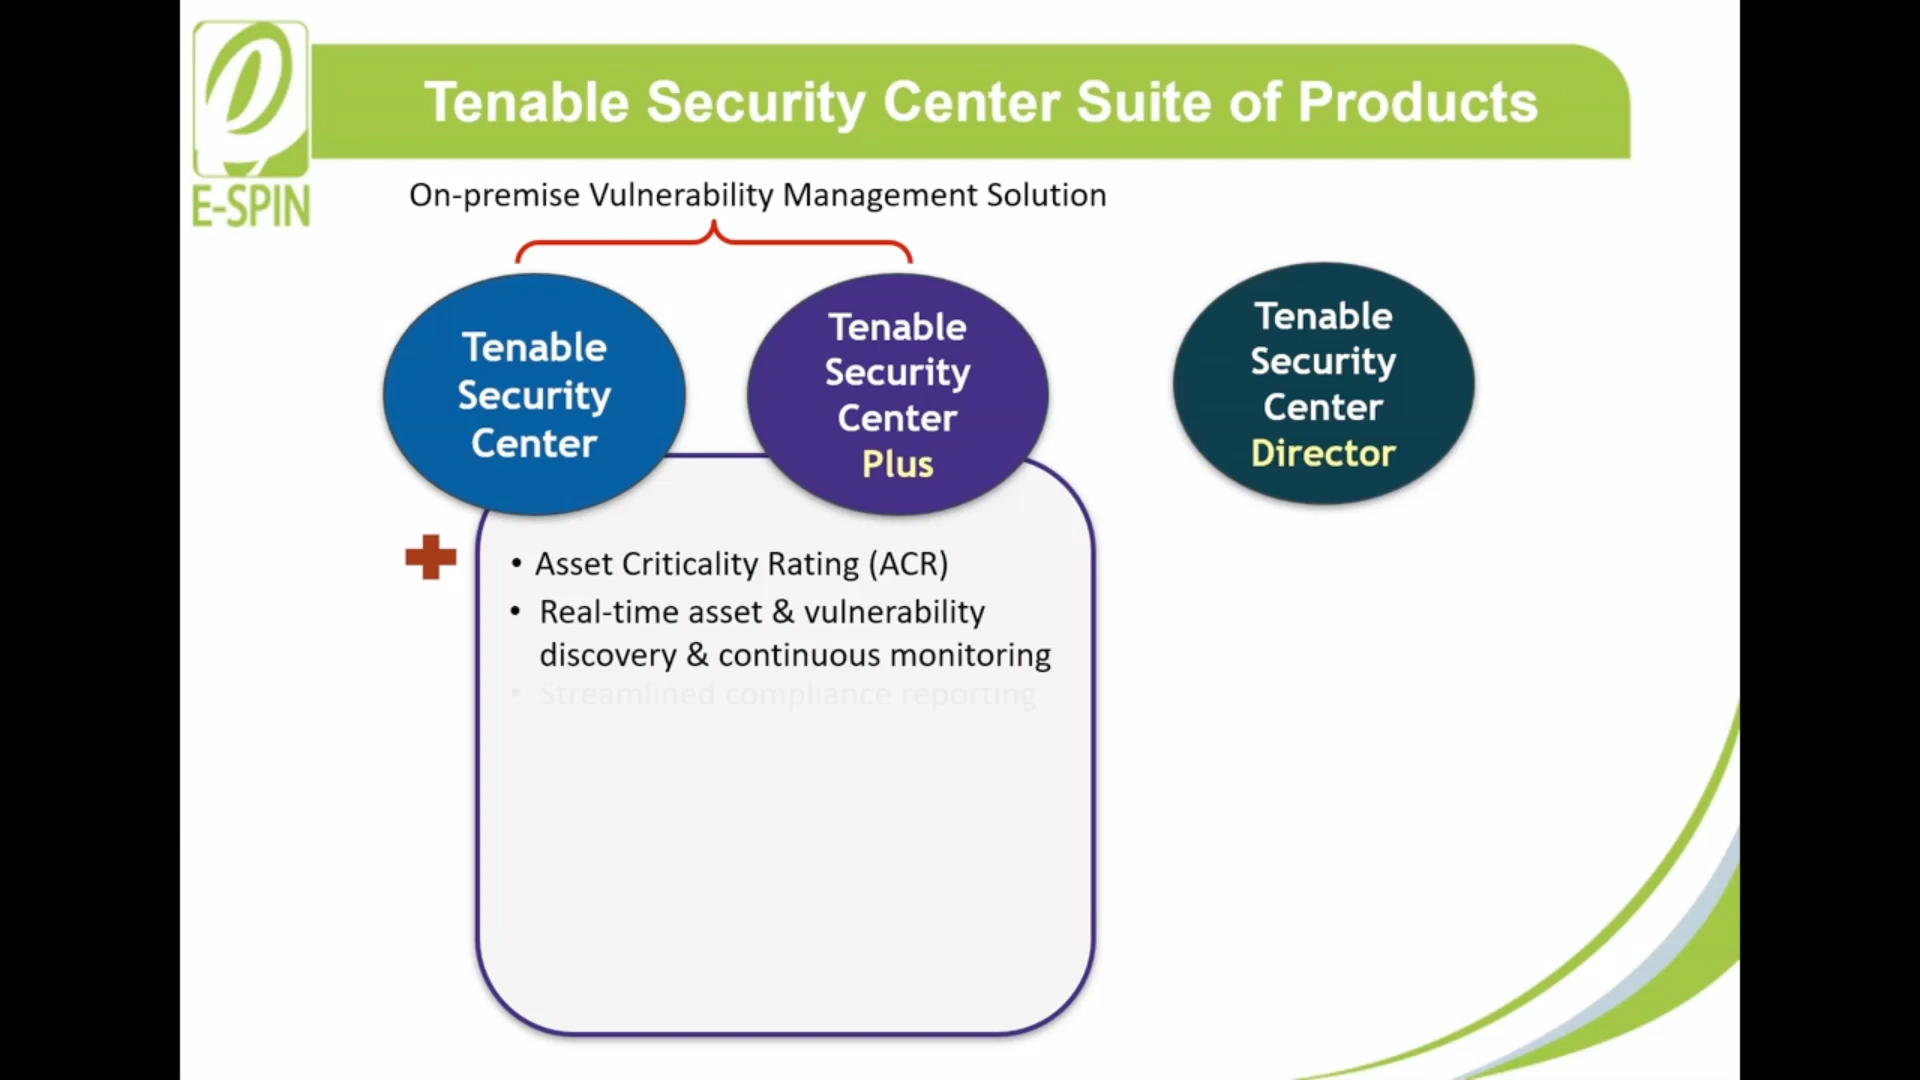 Tenable Security Center Suite of Products
E-SPIN
On-premise Vulnerability Management Solution
Tenable
Security
Center
Tenable
Security
Center
Plus
Tenable
Security
Center
Director
• Asset Criticality Rating (ACR)
• Real-time asset & vulnerability
discovery & continuous monitoring
• Streamlined compliance reporting